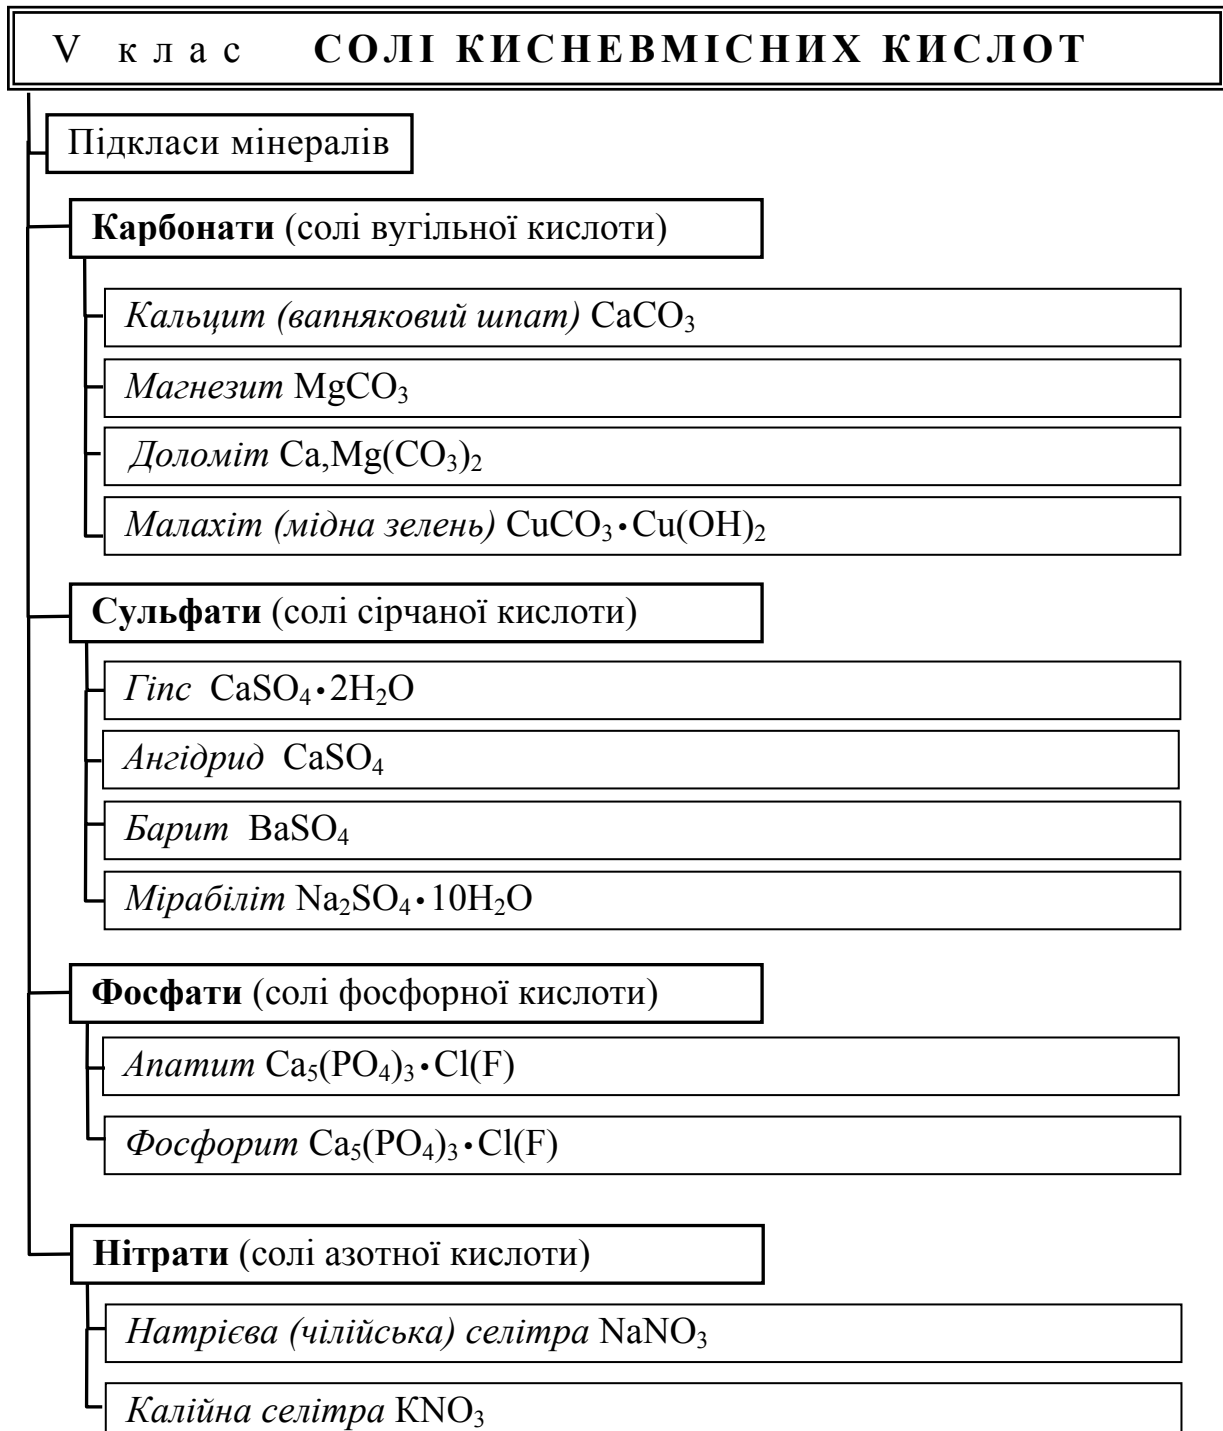 V клас СОЛІ КИСНЕВМІСНИХ КИСЛОТ
Підкласи мінералів
Карбонати (солі вугільної кислоти)
Кальцит (вапняковий шпат) CaCO₃
Магнезит MgCO₃
Доломіт Ca,Mg(CO₃)₂
Малахіт (мідна зелень) CuCO₃•Cu(OH)₂
Сульфати (солі сірчаної кислоти)
Гіпс CaSO₄•2H₂O
Ангідрид CaSO₄
Барит BaSO₄
Мірабіліт Na₂SO₄•10H₂O
Фосфати (солі фосфорної кислоти)
Апатит Ca₅(PO₄)₃•Cl(F)
Фосфорит Ca₅(PO₄)₃•Cl(F)
Нітрати (солі азотної кислоти)
Натрієва (чілійська) селітра NaNO₃
Калійна селітра KNO₃